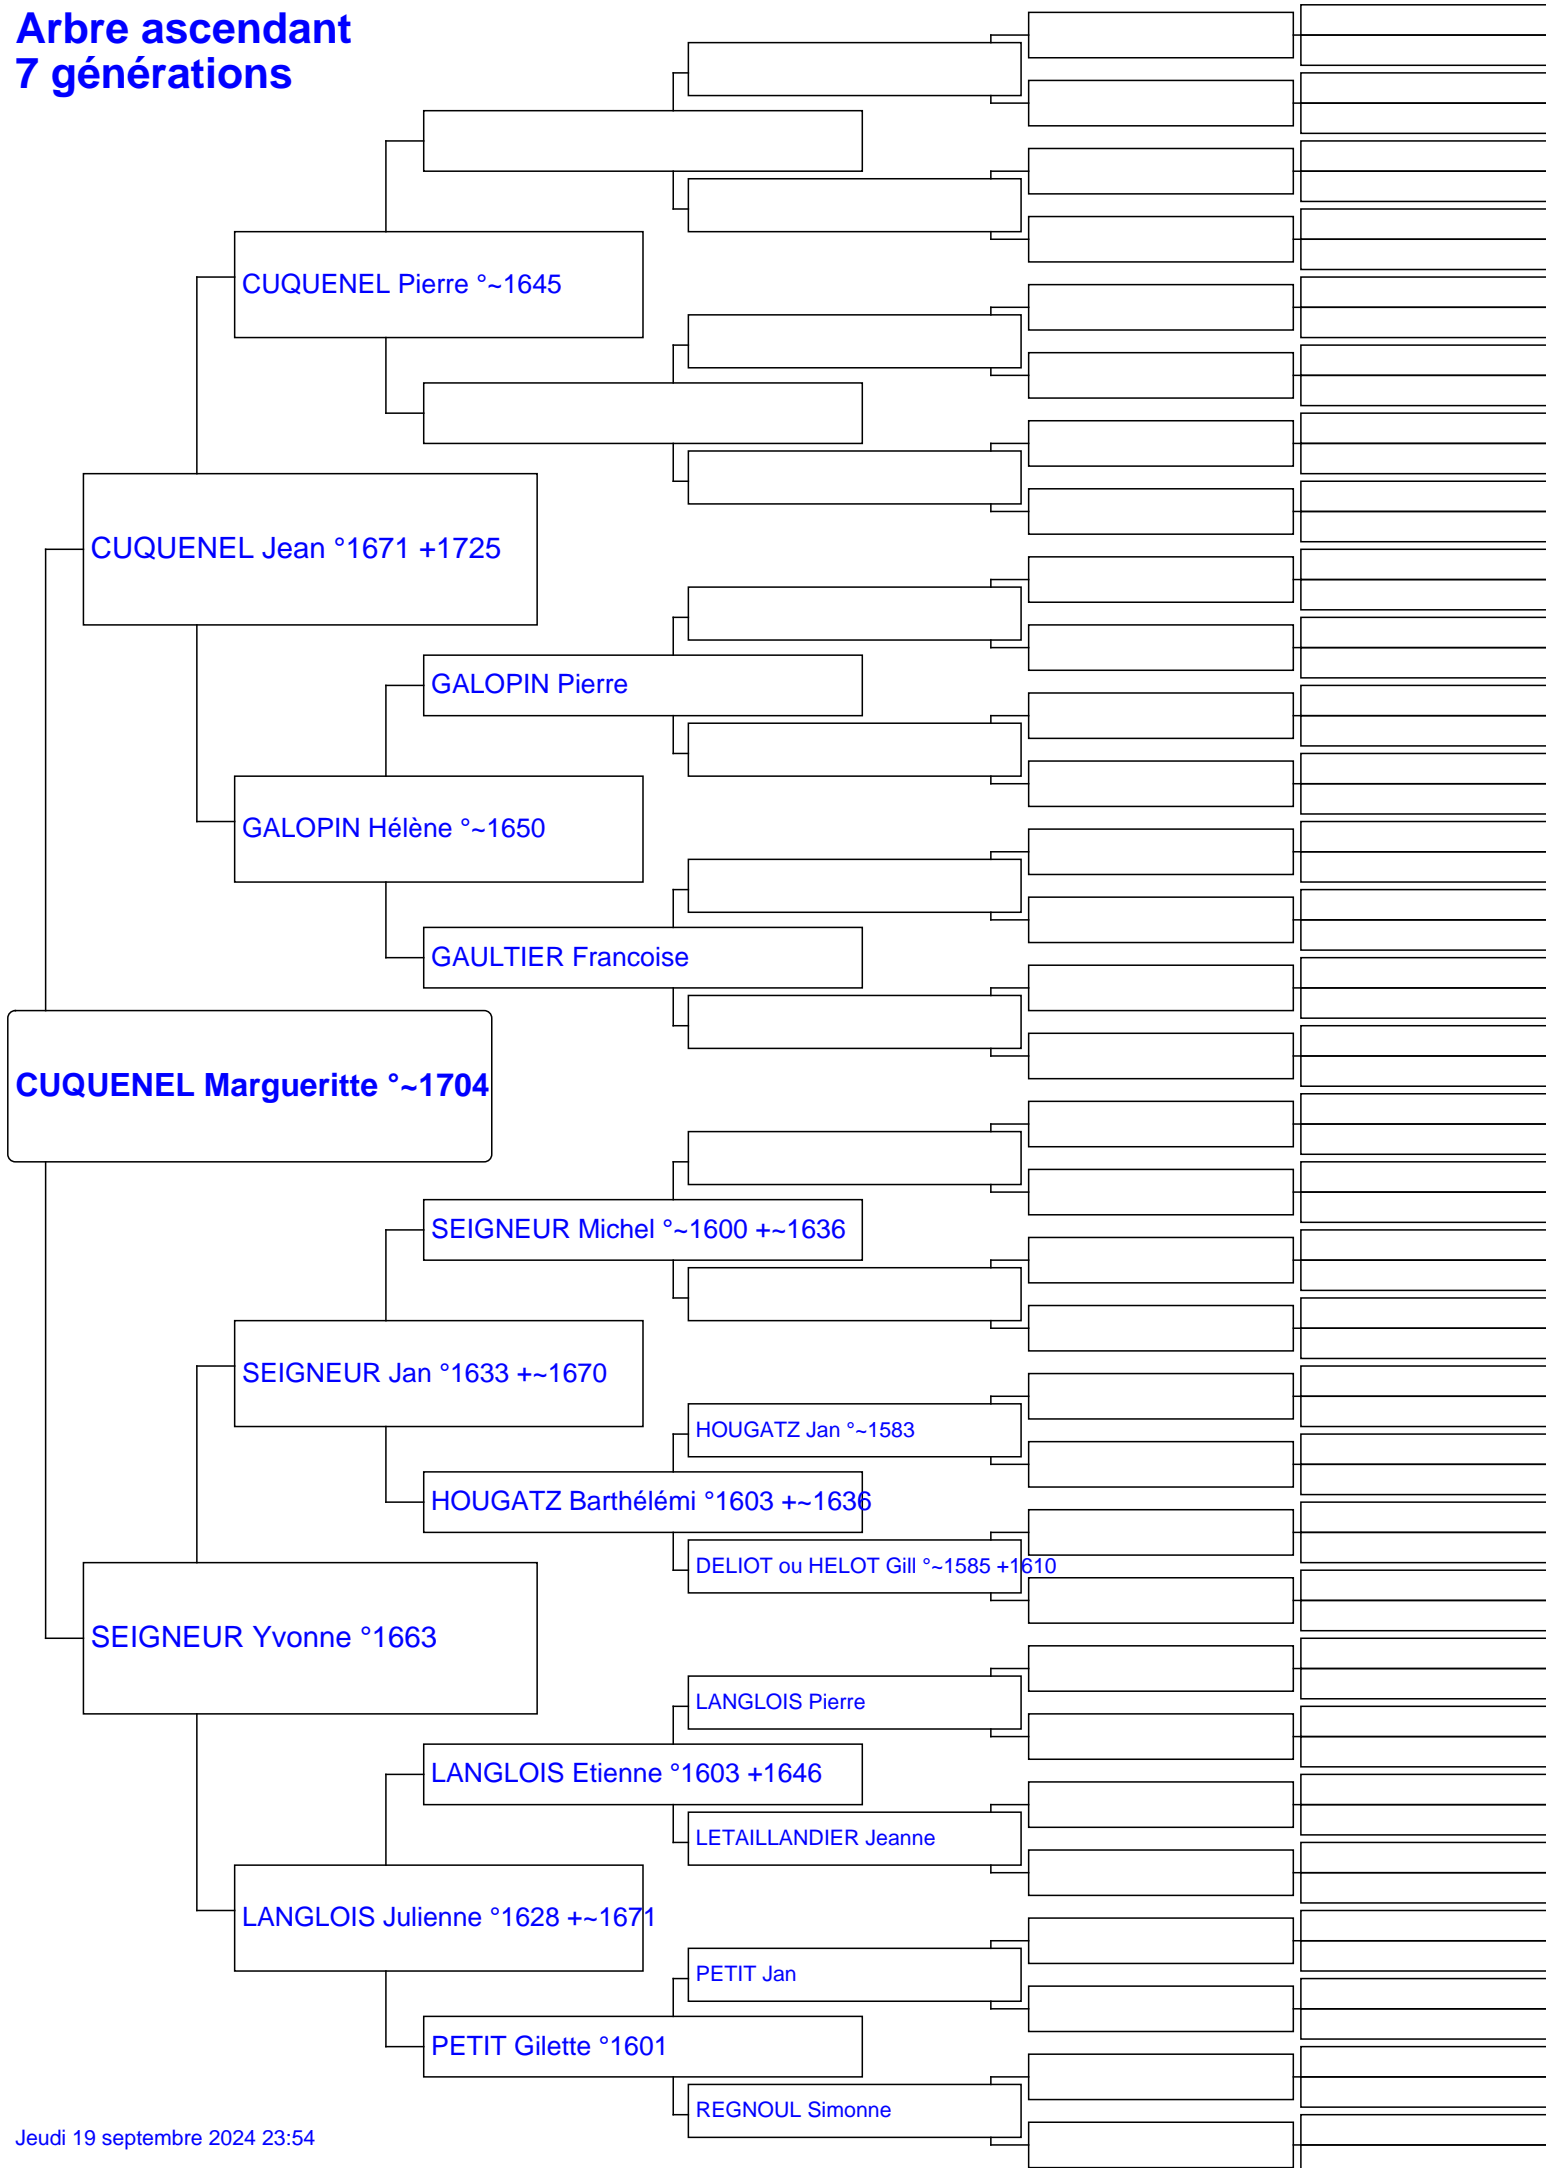 Arbre ascendant
7 générations
CUQUENEL Pierre °~1645
CUQUENEL Jean °1671 +1725
GALOPIN Pierre
GALOPIN Hélène °~1650
GAULTIER Francoise
CUQUENEL Margueritte °~1704
SEIGNEUR Michel °~1600 +~1636
SEIGNEUR Jan °1633 +~1670
HOUGATZ Jan °~1583
HOUGATZ Barthélémi °1603 +~1636
DELIOT ou HELOT Gill °~1585 +1610
SEIGNEUR Yvonne °1663
LANGLOIS Pierre
LANGLOIS Etienne °1603 +1646
LETAILLANDIER Jeanne
LANGLOIS Julienne °1628 +~1671
PETIT Jan
PETIT Gilette °1601
REGNOUL Simonne
Jeudi 19 septembre 2024 23:54